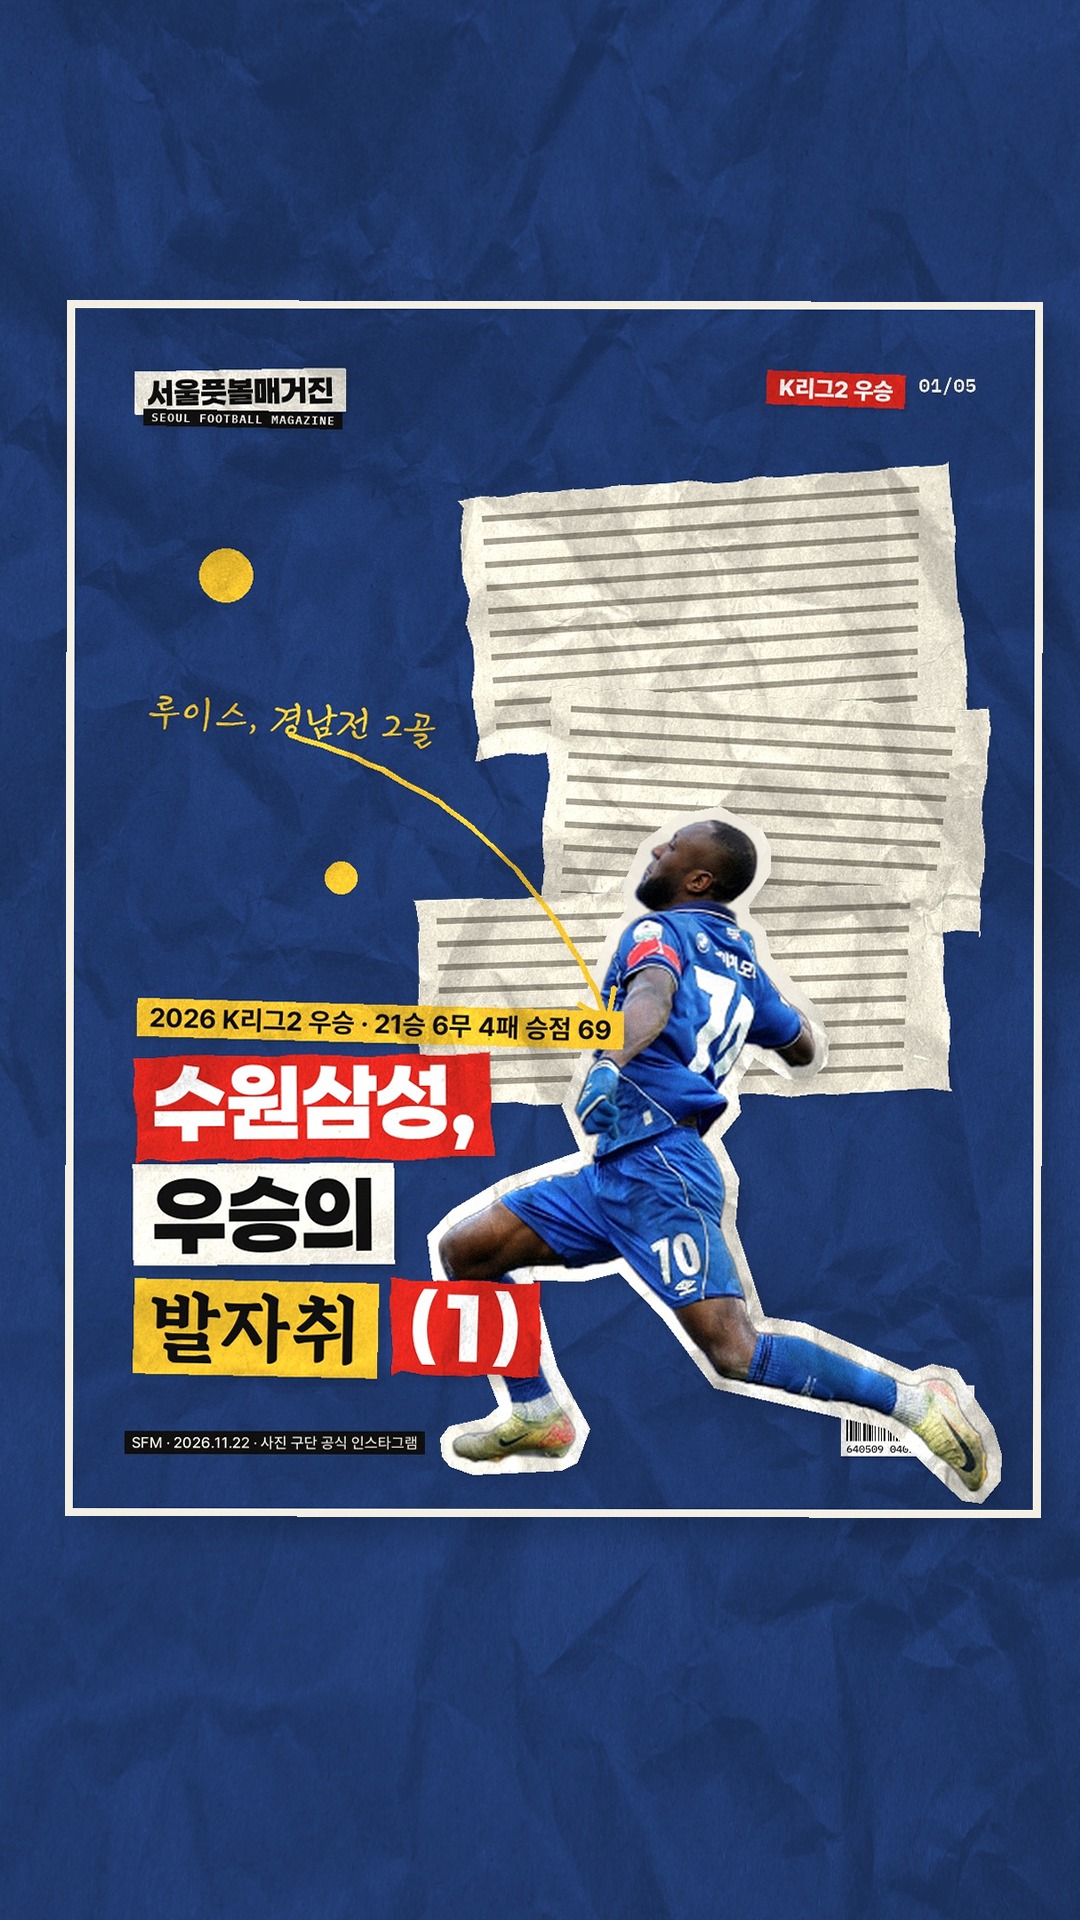 서울풋볼매거진
SEOUL FOOTBALL MAGAZINE
K리그2 우승
01/05
루이스, 경남전 2골
2026 K리그2 우승 · 21승 6무 4패 승점 69
수원삼성,
우승의
발자취 (1)
10
10
SFM · 2026.11.22 · 사진 구단 공식 인스타그램
640509